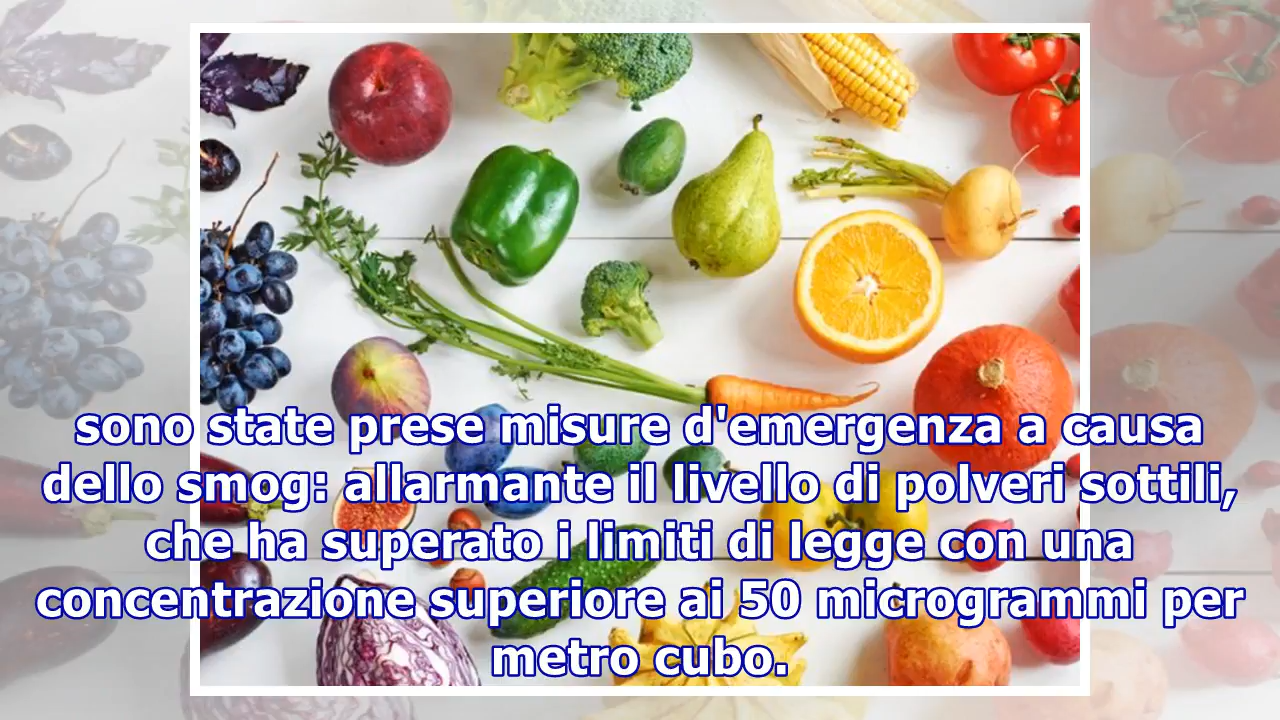 sono state prese misure d'emergenza a causa
dello smog: allarmante il livello di polveri sottili,
che ha superato i limiti di legge con una
concentrazione superiore ai 50 microgrammi per
metro cubo.